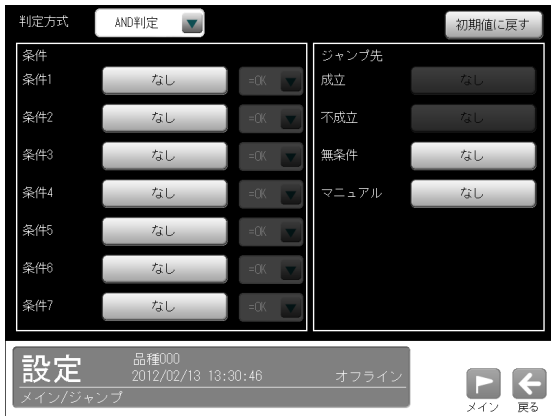 判定方式 AND判定 初期値に戻す
条件
条件1 なし =OK
条件2 なし =OK
条件3 なし =OK
条件4 なし =OK
条件5 なし =OK
条件6 なし =OK
条件7 なし =OK
ジャンプ先
成立 なし
不成立 なし
無条件 なし
マニュアル なし
設定 品種000
2012/02/13 13:30:46 オフライン
メイン/ジャンプ
メイン 戻る